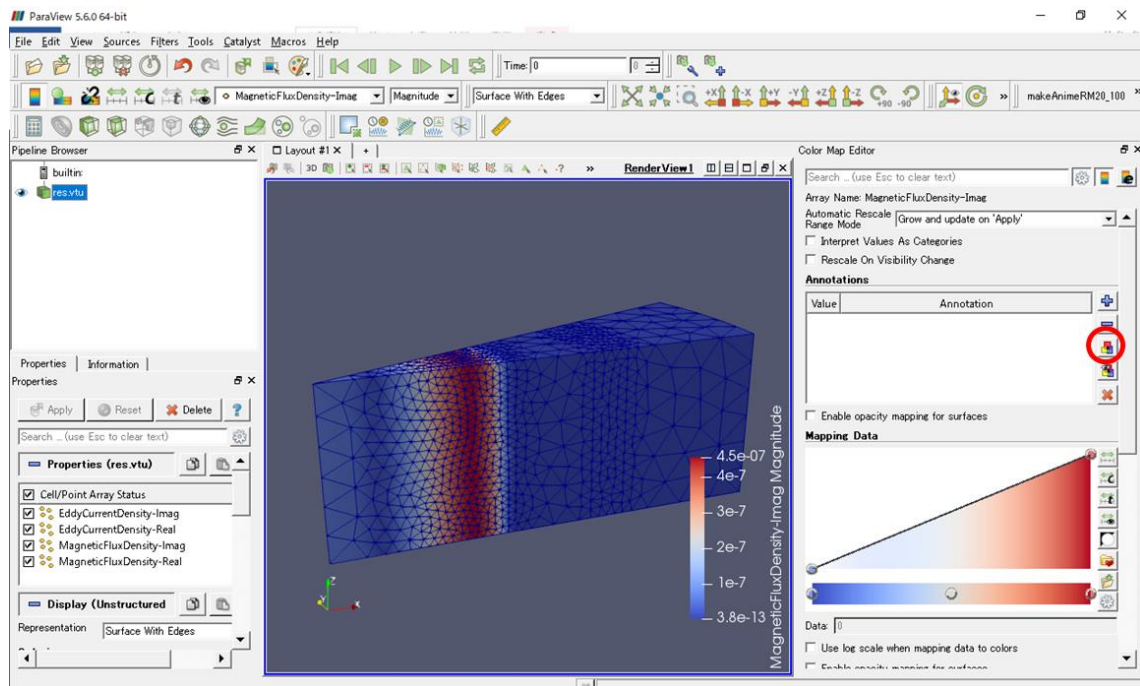 ParaView 5.6.0 64-bit
File Edit View Sources Filters Tools Catalyst Macros Help
Time: 0 0
MagneticFluxDensity-Imag Magnitude Surface With Edges makeAnimeRM20_100
Pipeline Browser
builtin:
res.vtu
Layout #1
3D
RenderView1
Properties Information
Properties
Apply Reset Delete ?
Search ... (use Esc to clear text)
Properties (res.vtu)
Cell/Point Array Status
EddyCurrentDensity-Imag
EddyCurrentDensity-Real
MagneticFluxDensity-Imag
MagneticFluxDensity-Real
Display (Unstructured
Representation Surface With Edges
Z
Y
X
4.5e-07
4e-7
3e-7
2e-7
1e-7
3.8e-13
MagneticFluxDensity-Imag Magnitude
Color Map Editor
Search ... (use Esc to clear text)
Array Name: MagneticFluxDensity-Imag
Automatic Rescale
Range Mode
Grow and update on 'Apply'
Interpret Values As Categories
Rescale On Visibility Change
Annotations
Value Annotation
Enable opacity mapping for surfaces
Mapping Data
Data: 0
Use log scale when mapping data to colors
Enable opacity mapping for surfaces